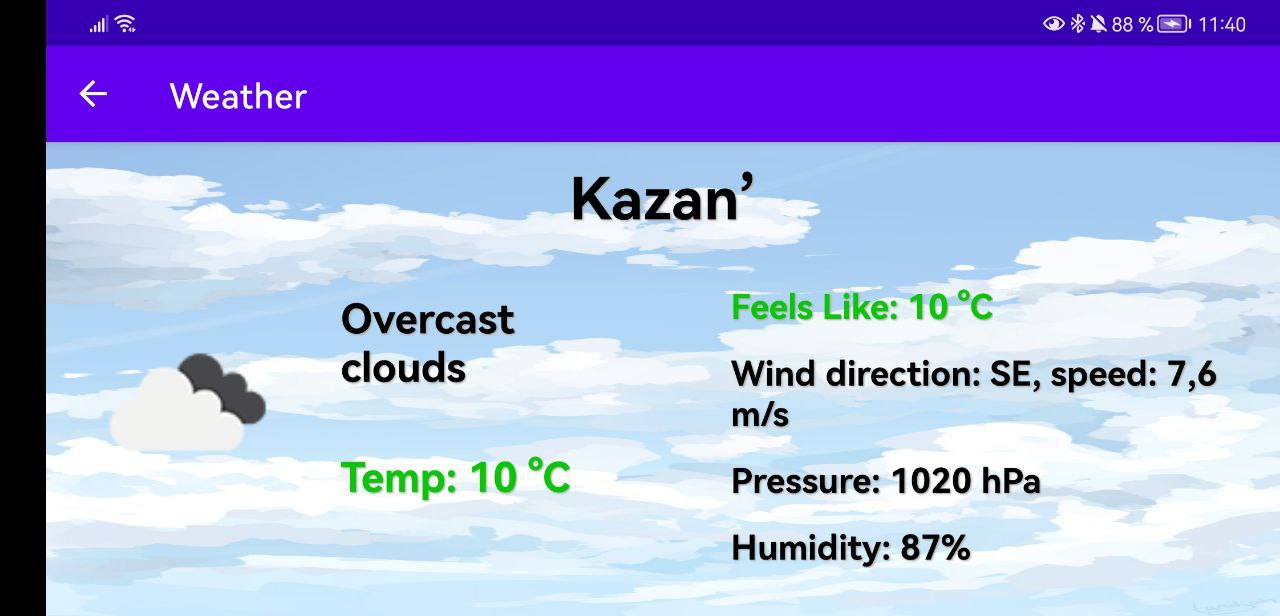 88 % 11:40
Weather
Kazan’
Overcast
clouds
Temp: 10 °C
Feels Like: 10 °C
Wind direction: SE, speed: 7,6
m/s
Pressure: 1020 hPa
Humidity: 87%